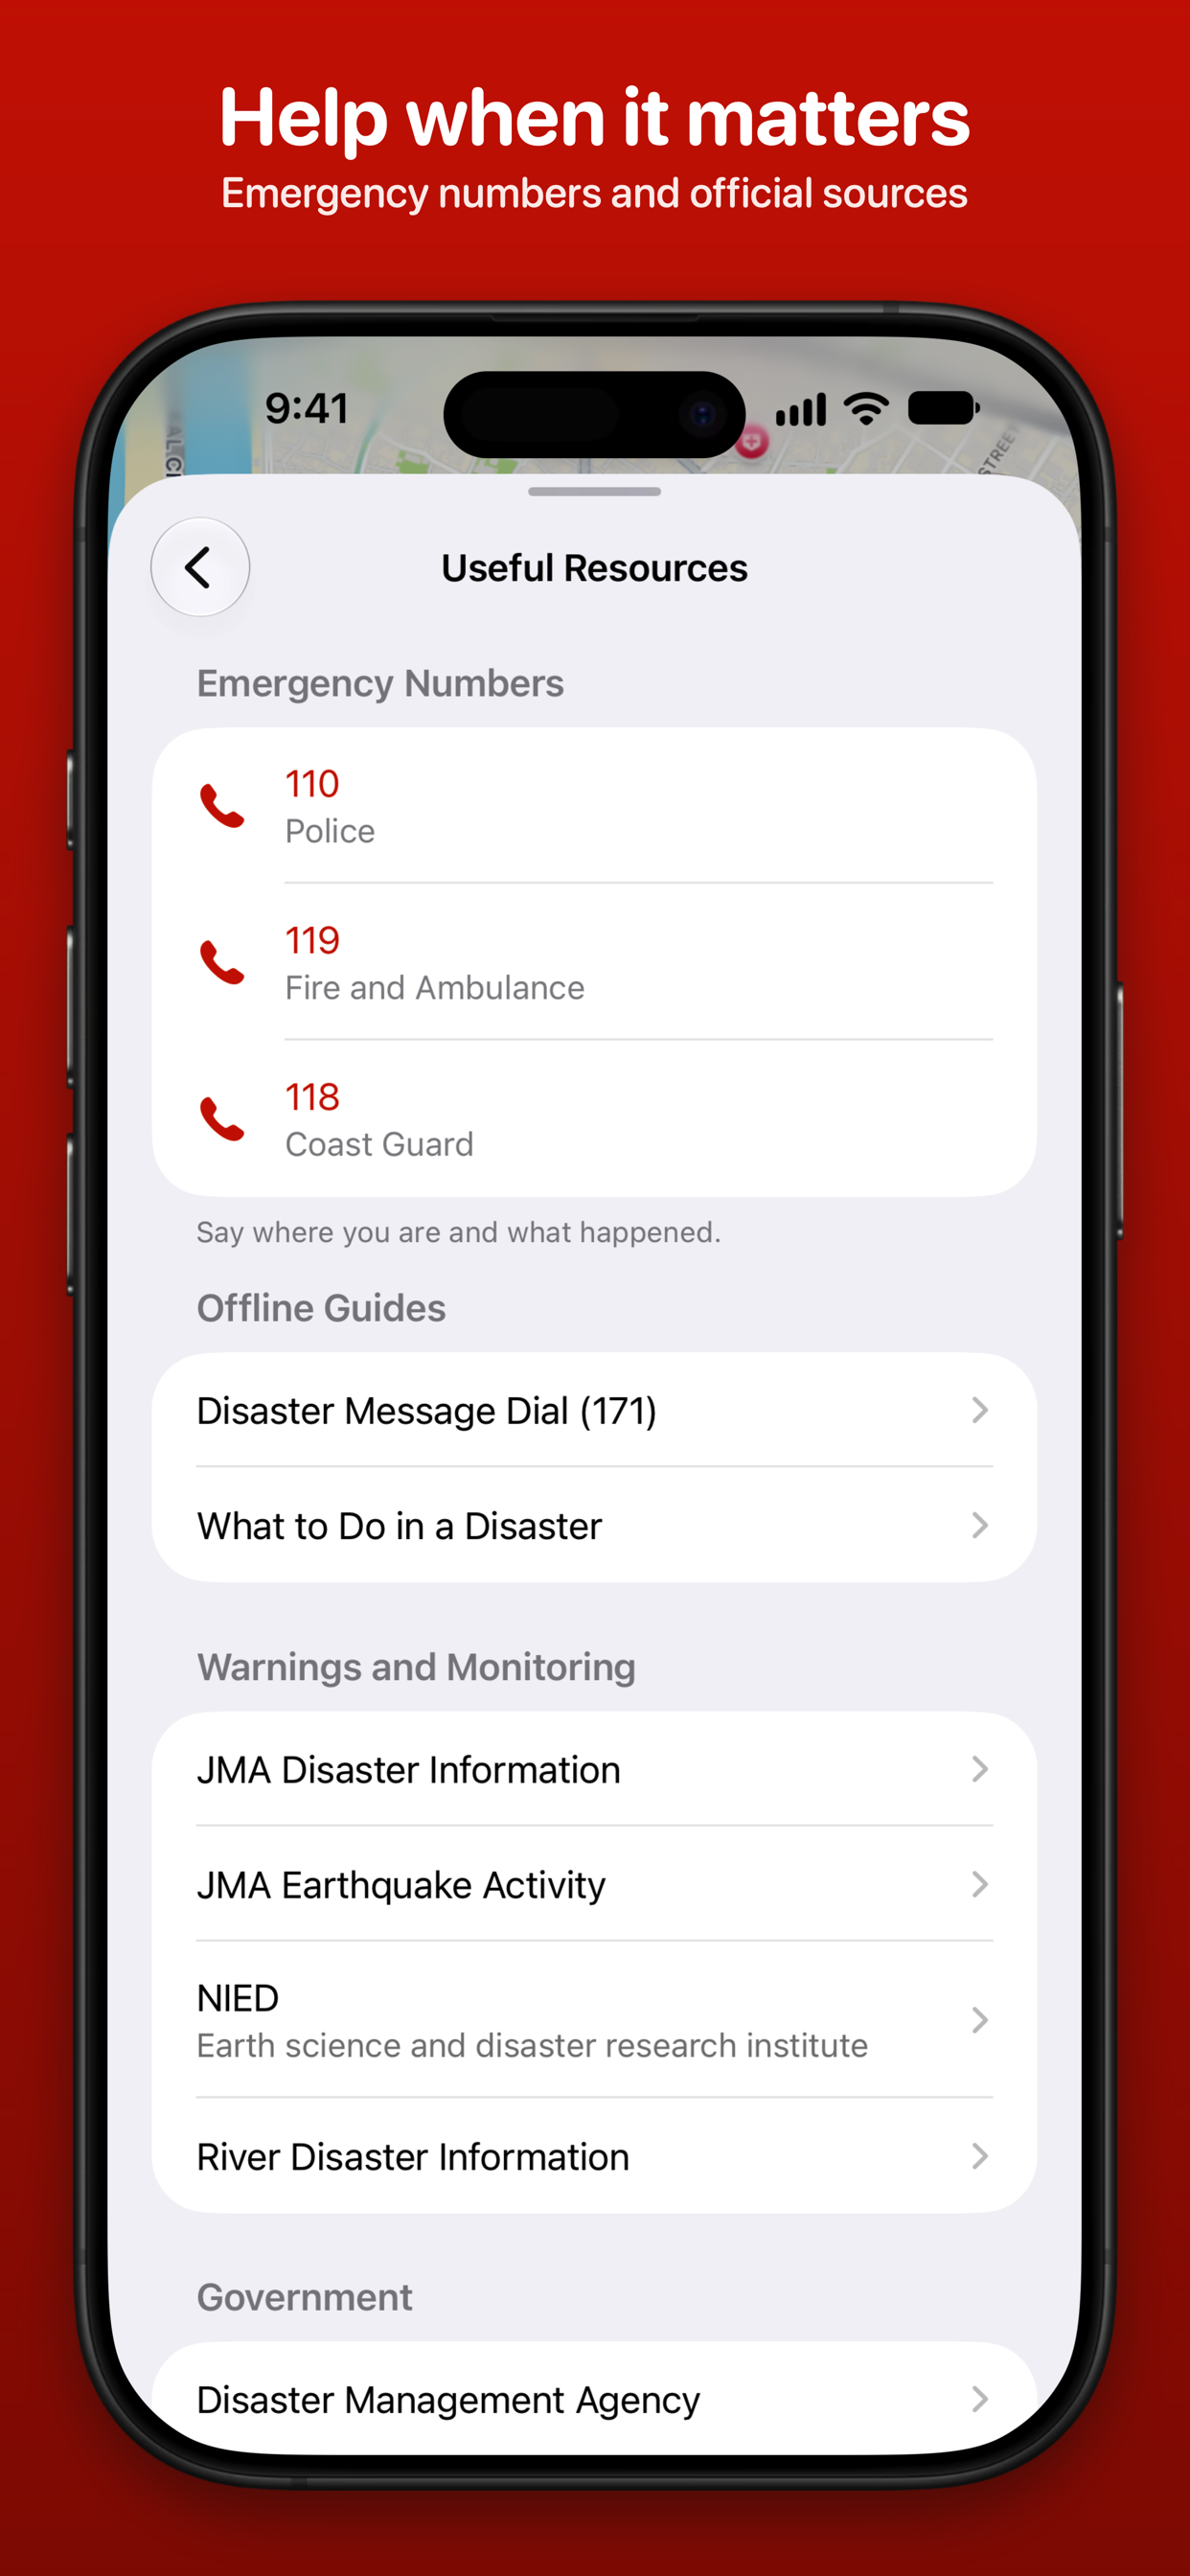 Help when it matters
Emergency numbers and official sources
9:41
STREET
Useful Resources
Emergency Numbers
110
Police
119
Fire and Ambulance
118
Coast Guard
Say where you are and what happened.
Offline Guides
Disaster Message Dial (171)
What to Do in a Disaster
Warnings and Monitoring
JMA Disaster Information
JMA Earthquake Activity
NIED
Earth science and disaster research institute
River Disaster Information
Government
Disaster Management Agency